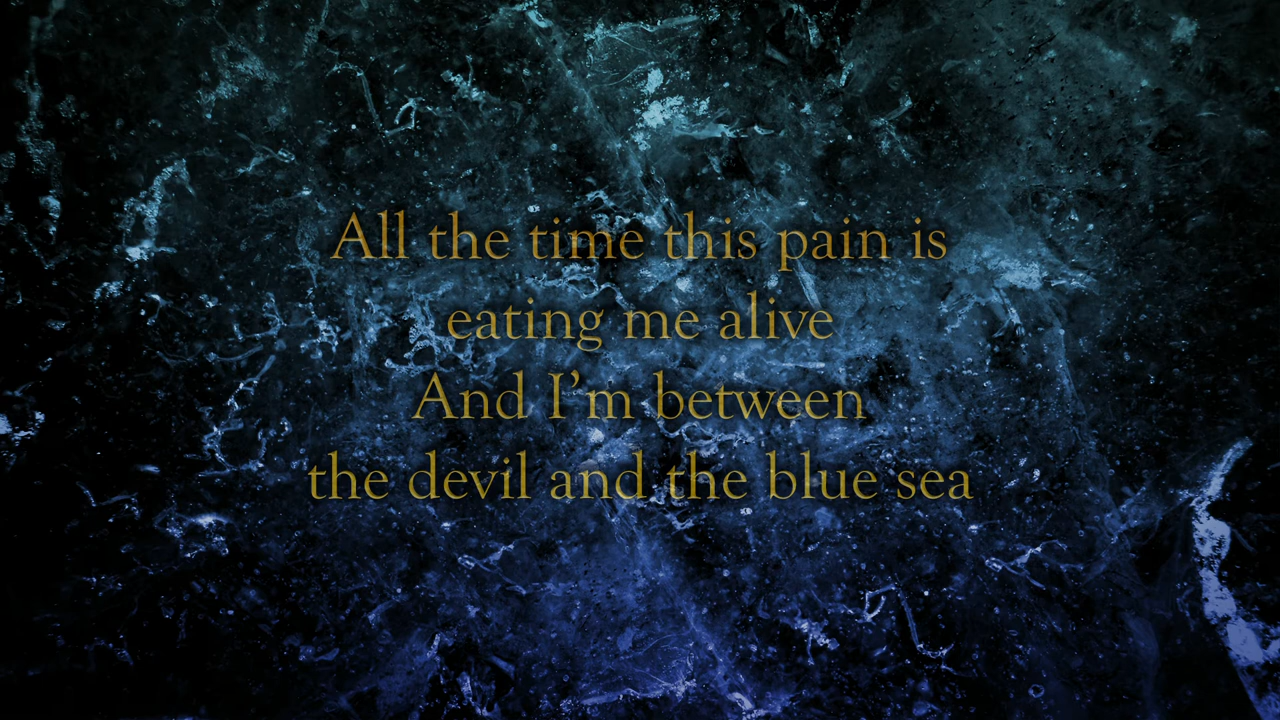 All the time this pain is
eating me alive
And I’m between
the devil and the blue sea